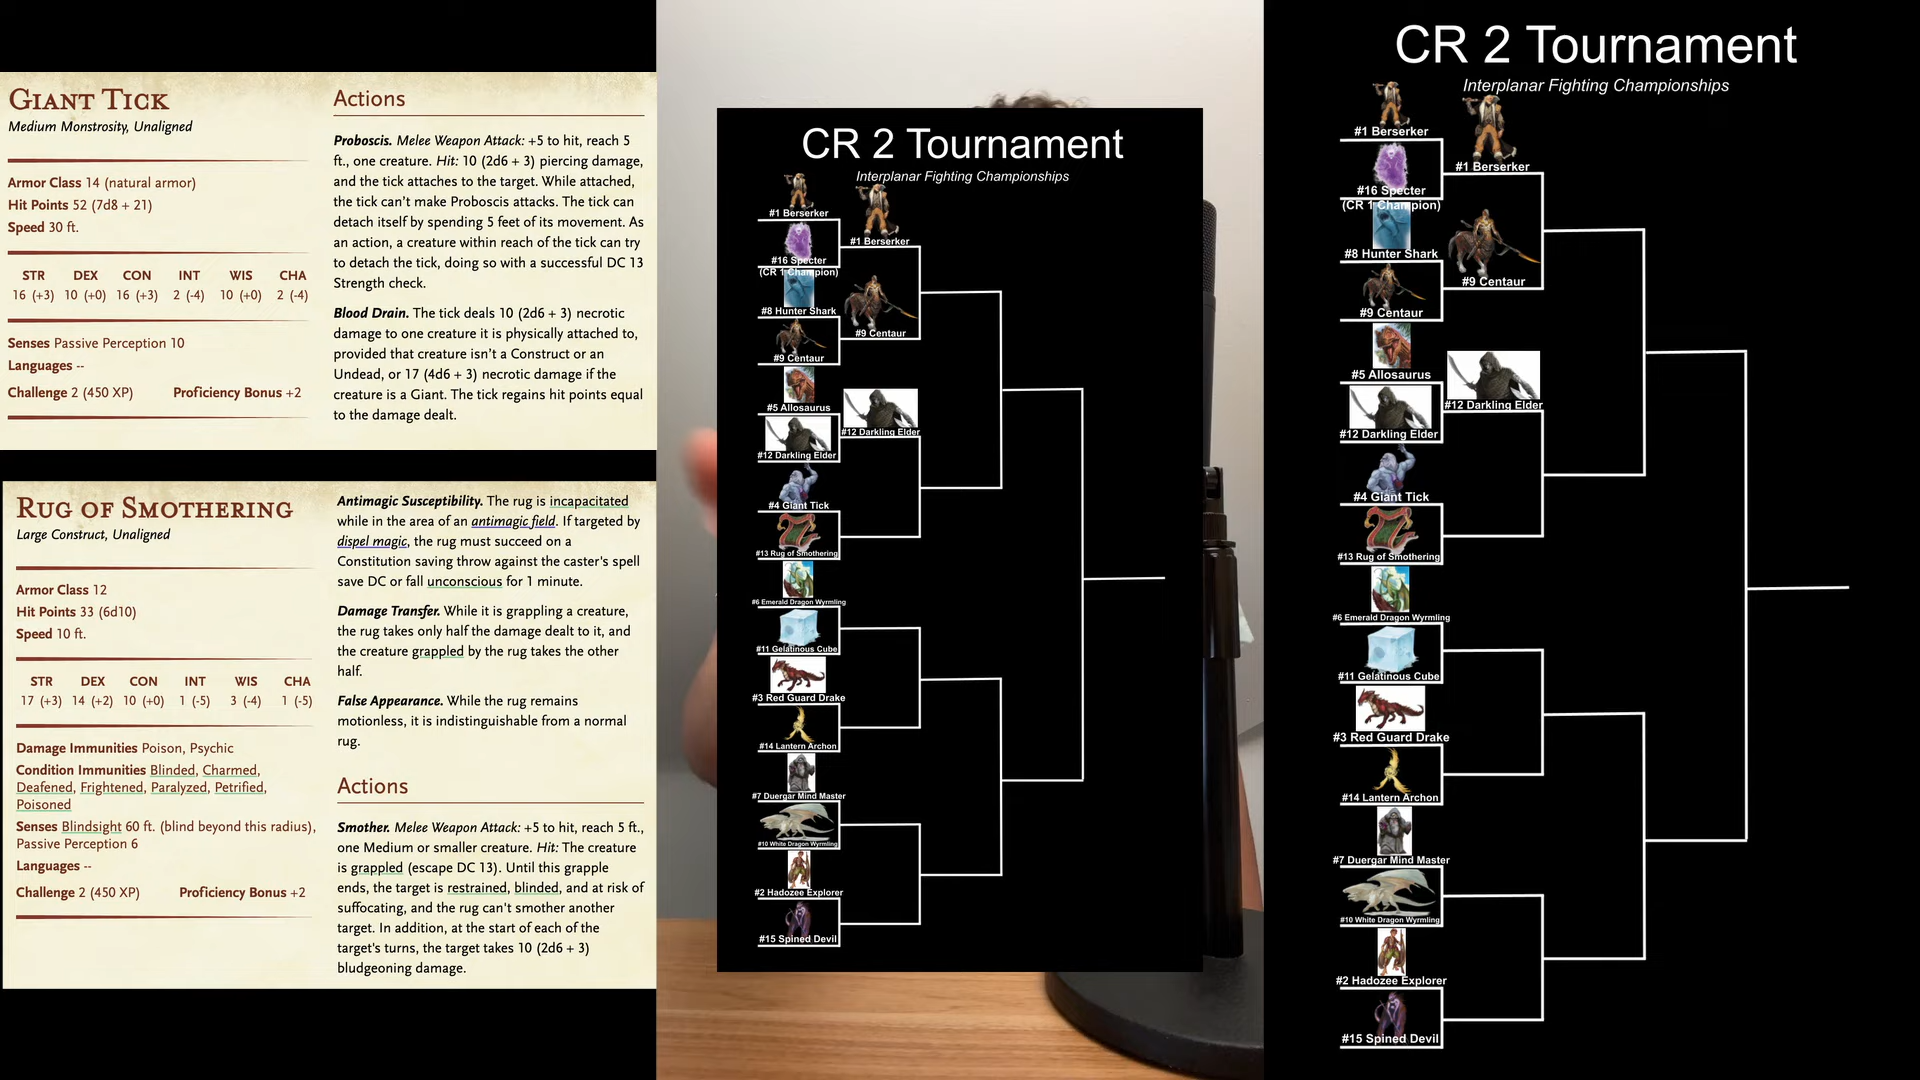 GIANT TICK
Medium Monstrosity, Unaligned
Armor Class 14 (natural armor)
Hit Points 52 (7d8 + 21)
Speed 30 ft.
STR DEX CON INT WIS CHA
16 (+3) 10 (+0) 16 (+3) 2 (-4) 10 (+0) 2 (-4)
Senses Passive Perception 10
Languages --
Challenge 2 (450 XP) Proficiency Bonus +2
Actions
Proboscis. Melee Weapon Attack: +5 to hit, reach 5
ft., one creature. Hit: 10 (2d6 + 3) piercing damage,
and the tick attaches to the target. While attached,
the tick can't make Proboscis attacks. The tick can
detach itself by spending 5 feet of its movement. As
an action, a creature within reach of the tick can try
to detach the tick, doing so with a successful DC 13
Strength check.
Blood Drain. The tick deals 10 (2d6 + 3) necrotic
damage to one creature it is physically attached to,
provided that creature isn't a Construct or an
Undead, or 17 (4d6 + 3) necrotic damage if the
creature is a Giant. The tick regains hit points equal
to the damage dealt.
RUG OF SMOTHERING
Large Construct, Unaligned
Armor Class 12
Hit Points 33 (6d10)
Speed 10 ft.
STR DEX CON INT WIS CHA
17 (+3) 14 (+2) 10 (+0) 1 (-5) 3 (-4) 1 (-5)
Damage Immunities Poison, Psychic
Condition Immunities Blinded, Charmed,
Deafened, Frightened, Paralyzed, Petrified,
Poisoned
Senses Blindsight 60 ft. (blind beyond this radius),
Passive Perception 6
Languages --
Challenge 2 (450 XP) Proficiency Bonus +2
Antimagic Susceptibility. The rug is incapacitated
while in the area of an antimagic field. If targeted by
dispel magic, the rug must succeed on a
Constitution saving throw against the caster's spell
save DC or fall unconscious for 1 minute.
Damage Transfer. While it is grappling a creature,
the rug takes only half the damage dealt to it, and
the creature grappled by the rug takes the other
half.
False Appearance. While the rug remains
motionless, it is indistinguishable from a normal
rug.
Actions
Smother. Melee Weapon Attack: +5 to hit, reach 5 ft.,
one Medium or smaller creature. Hit: The creature
is grappled (escape DC 13). Until this grapple
ends, the target is restrained, blinded, and at risk of
suffocating, and the rug can't smother another
target. In addition, at the start of each of the
target's turns, the target takes 10 (2d6 + 3)
bludgeoning damage.
CR 2 Tournament
Interplanar Fighting Championships
#1 Berserker
#16 Specter
(CR 1 Champion)
#8 Hunter Shark
#9 Centaur
#5 Allosaurus
#12 Darkling Elder
#4 Giant Tick
#13 Rug of Smothering
#6 Emerald Dragon Wyrmling
#11 Gelatinous Cube
#3 Red Guard Drake
#14 Lantern Archon
#7 Duergar Mind Master
#10 White Dragon Wyrmling
#2 Hadozee Explorer
#15 Spined Devil
#1 Berserker
#9 Centaur
#12 Darkling Elder
CR 2 Tournament
Interplanar Fighting Championships
#1 Berserker
#16 Specter
(CR 1 Champion)
#8 Hunter Shark
#9 Centaur
#5 Allosaurus
#12 Darkling Elder
#4 Giant Tick
#13 Rug of Smothering
#6 Emerald Dragon Wyrmling
#11 Gelatinous Cube
#3 Red Guard Drake
#14 Lantern Archon
#7 Duergar Mind Master
#10 White Dragon Wyrmling
#2 Hadozee Explorer
#15 Spined Devil
#1 Berserker
#9 Centaur
#12 Darkling Elder